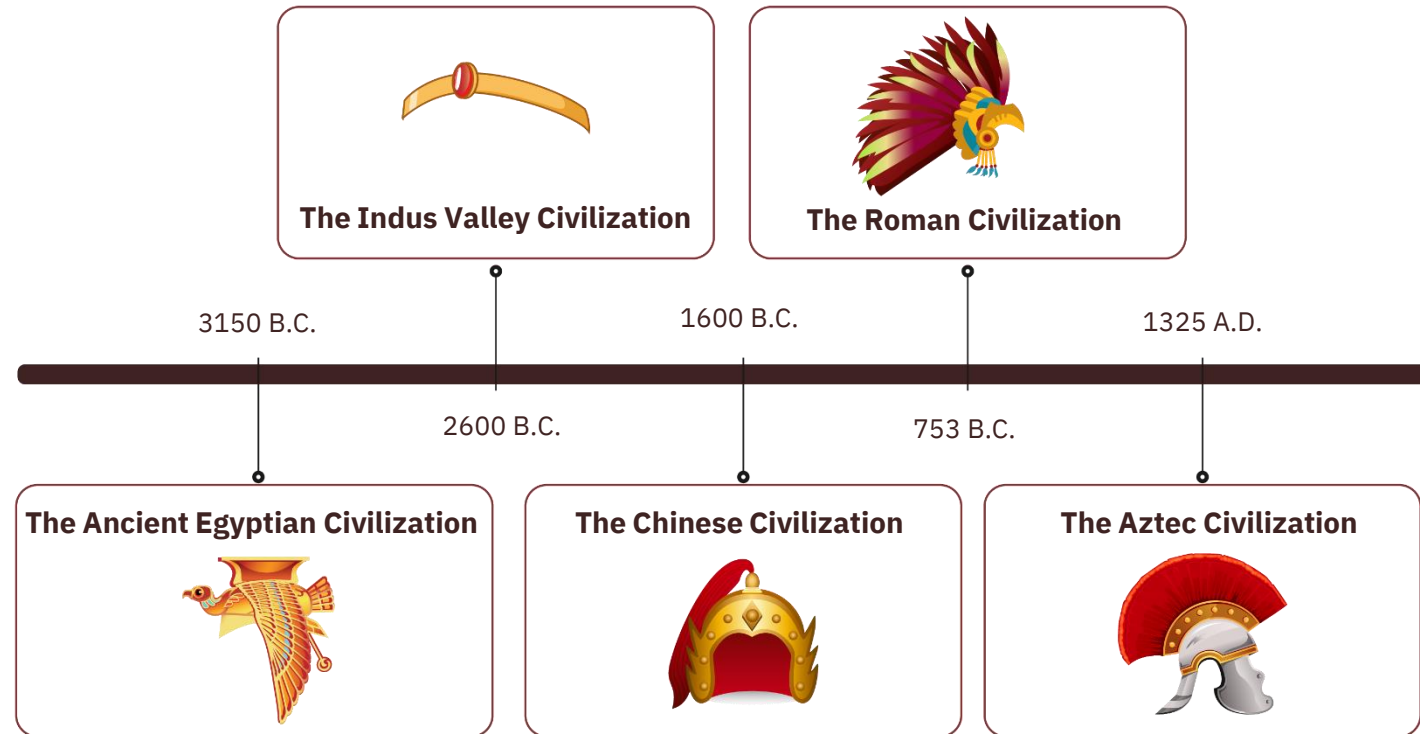 The Indus Valley Civilization
The Roman Civilization
3150 B.C.
1600 B.C.
1325 A.D.
2600 B.C.
753 B.C.
The Ancient Egyptian Civilization
The Chinese Civilization
The Aztec Civilization